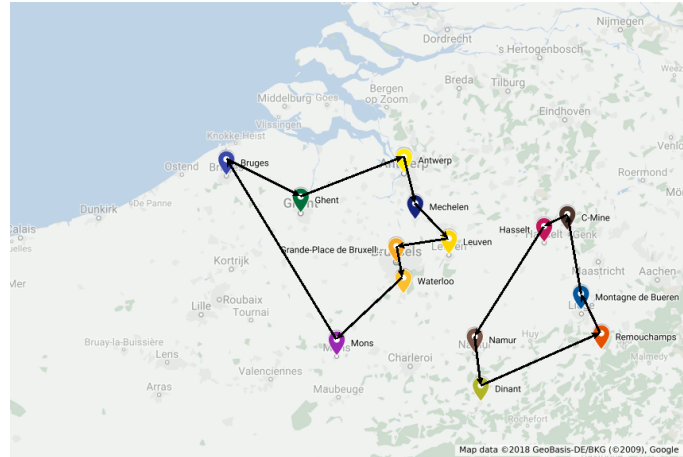 Nijmegen
Dordrecht
's Hertogenbosch
Breda
Tilburg
Bergen
op Zoom
Middelburg
Goes
Eindhoven
Vlissingen
Knokke-Heist
Venlo
Bruges
Antwerp
Ostend
Roermond
De Panne
Ghent
Mechelen
C-Mine
Dunkirk
Hasselt
Genk
Leuven
Grande-Place de Bruxell
Kortrijk
Maastricht
Aachen
Waterloo
Lille
Roubaix
Tournai
Montagne de Bueren
Bruay-la-Buissière
Mons
Namur
Huy
Remouchamps
Lens
Charleroi
Malmedy
Valenciennes
Arras
Maubeuge
Dinant
Rochefort
Map data ©2018 GeoBasis-DE/BKG (©2009), Google